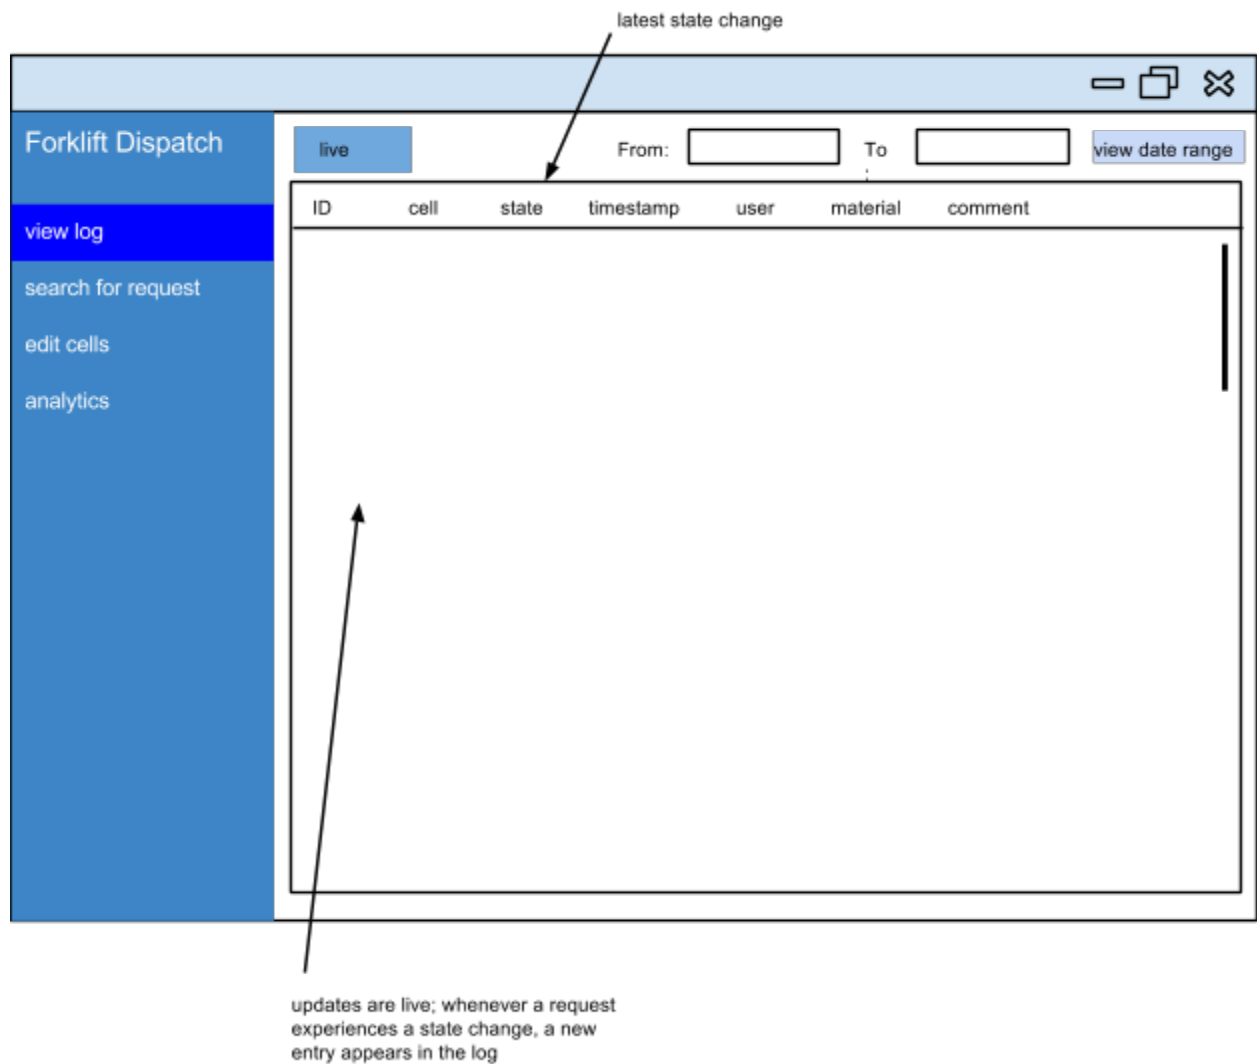 latest state change
Forklift Dispatch
live
From:
To
view date range
ID cell state timestamp user material comment
view log
search for request
edit cells
analytics
updates are live; whenever a request
experiences a state change, a new
entry appears in the log